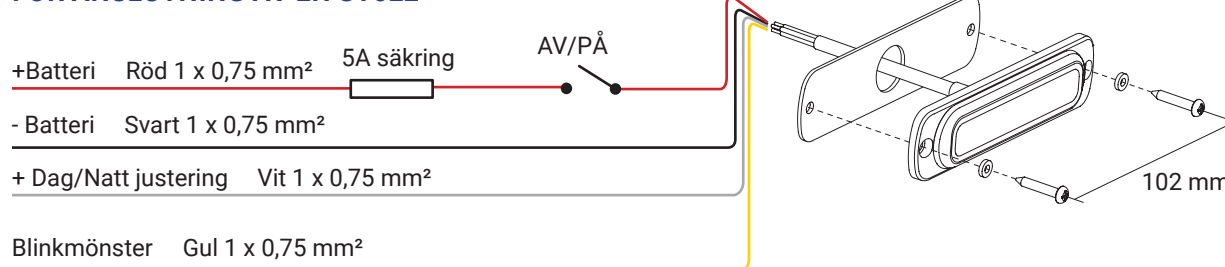 +Batteri Röd 1 x 0,75 mm²
5A säkring
AV/PÅ
- Batteri Svart 1 x 0,75 mm²
+ Dag/Natt justering Vit 1 x 0,75 mm²
102 mm
Blinkmönster Gul 1 x 0,75 mm²